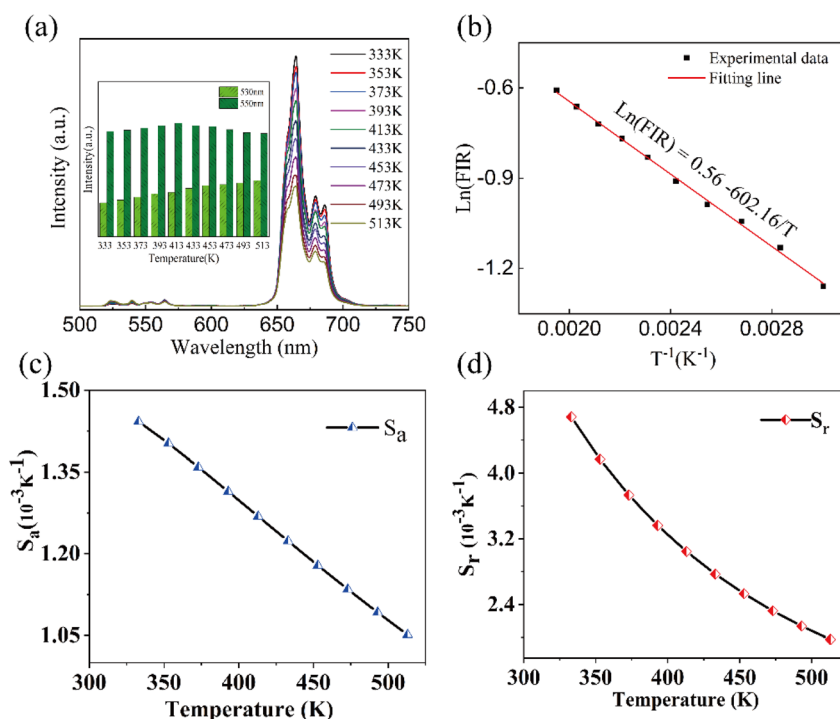 (a)
333K
353K
373K
393K
413K
433K
453K
473K
493K
513K
530nm
550nm
Intensity(a.u.)
333 353 373 393 413 433 453 473 493 513
Temperature(K)
Intensity (a.u.)
500 550 600 650 700 750
Wavelength (nm)
(b)
Experimental data
Fitting line
Ln(FIR) = 0.56 -602.16/T
-0.6
-0.9
-1.2
Ln(FIR)
0.0020 0.0024 0.0028
T⁻¹(K⁻¹)
(c)
1.50
1.35
1.20
1.05
Sₐ
Sₐ(10⁻³K⁻¹)
300 350 400 450 500
Temperature (K)
(d)
4.8
4.0
3.2
2.4
Sᵣ
Sᵣ (10⁻³K⁻¹)
300 350 400 450 500
Temperature (K)